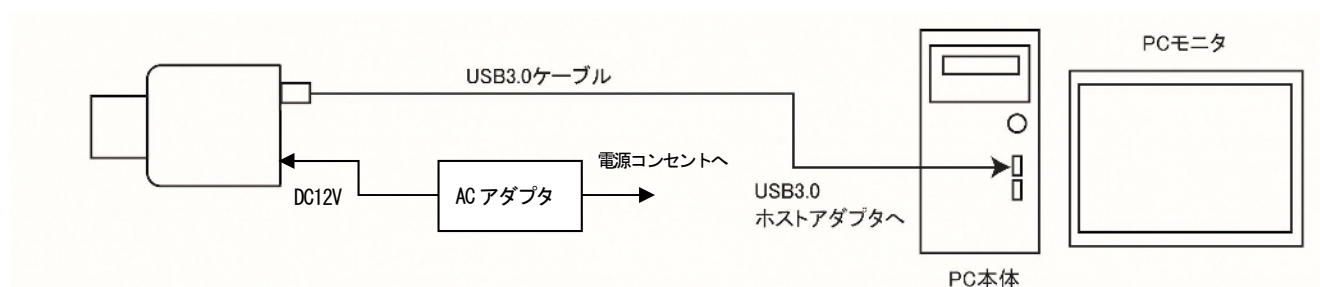 PCモニタ
USB3.0ケーブル
電源コンセントへ
DC12V
AC アダプタ
USB3.0
ホストアダプタへ
PC本体